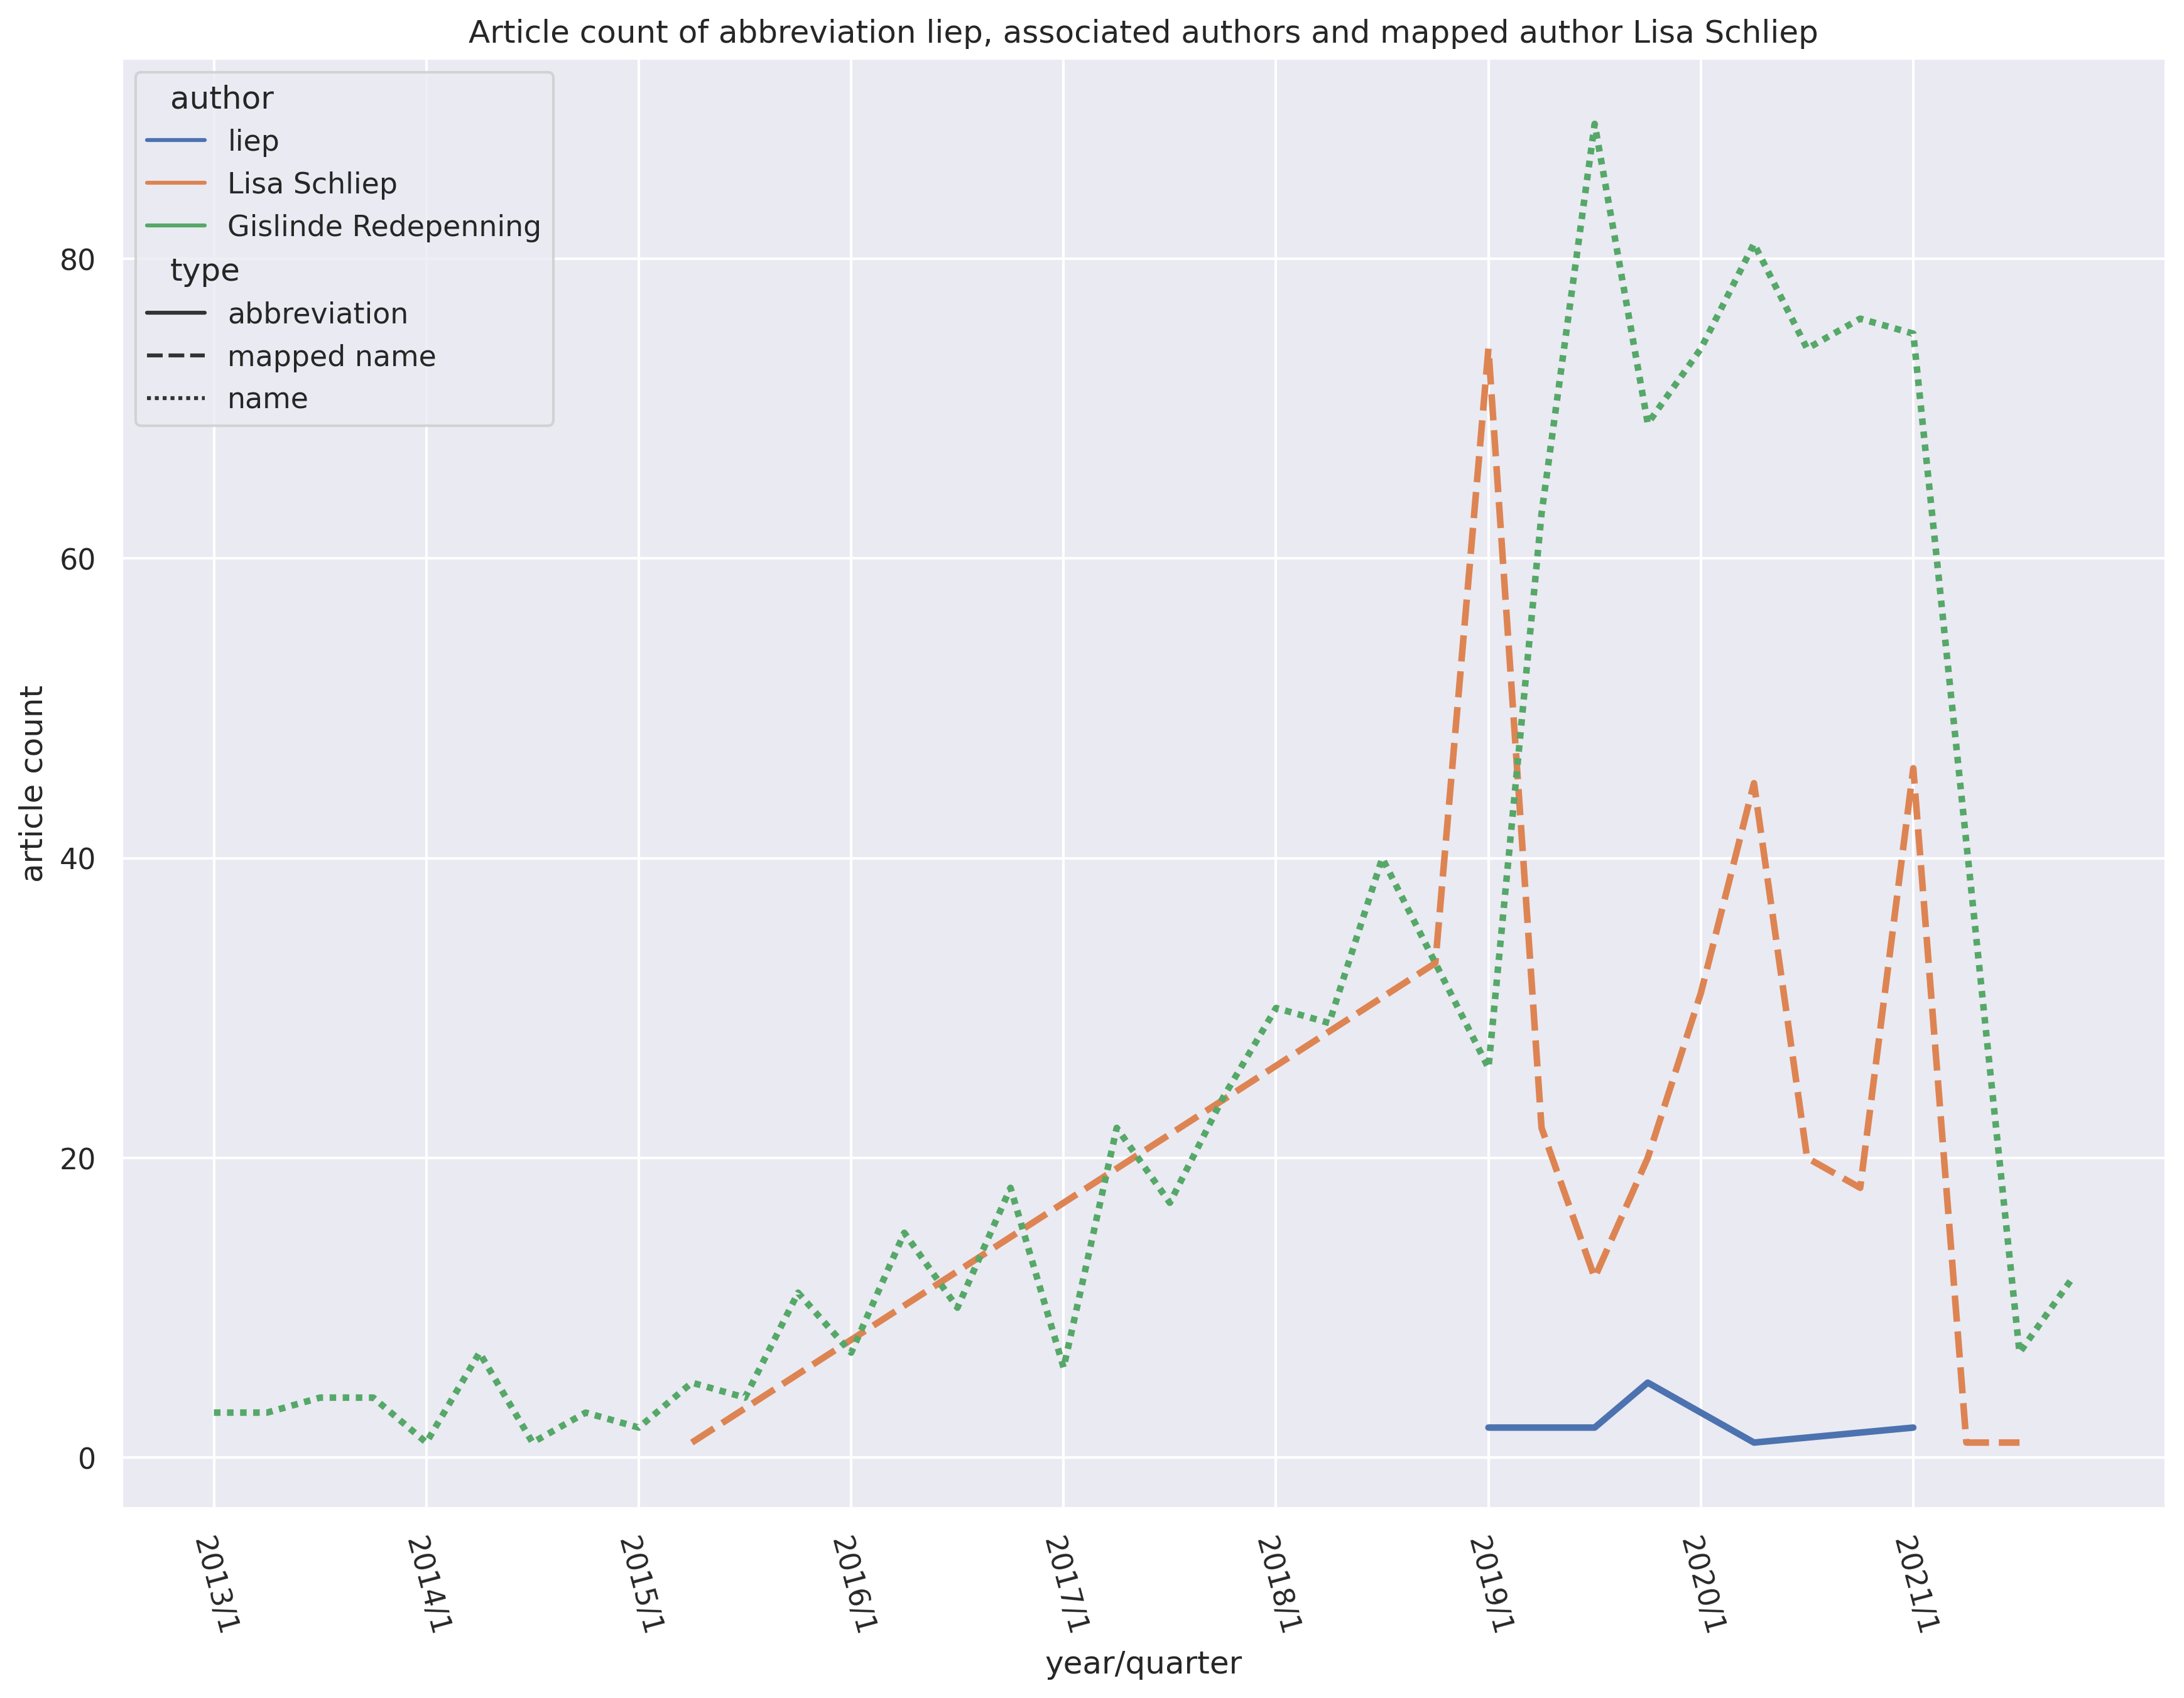 Article count of abbreviation liep, associated authors and mapped author Lisa Schliep
author
liep
Lisa Schliep
Gislinde Redepenning
type
abbreviation
mapped name
name
article count
80
60
40
20
0
2013/1
2014/1
2015/1
2016/1
2017/1
2018/1
2019/1
2020/1
2021/1
year/quarter